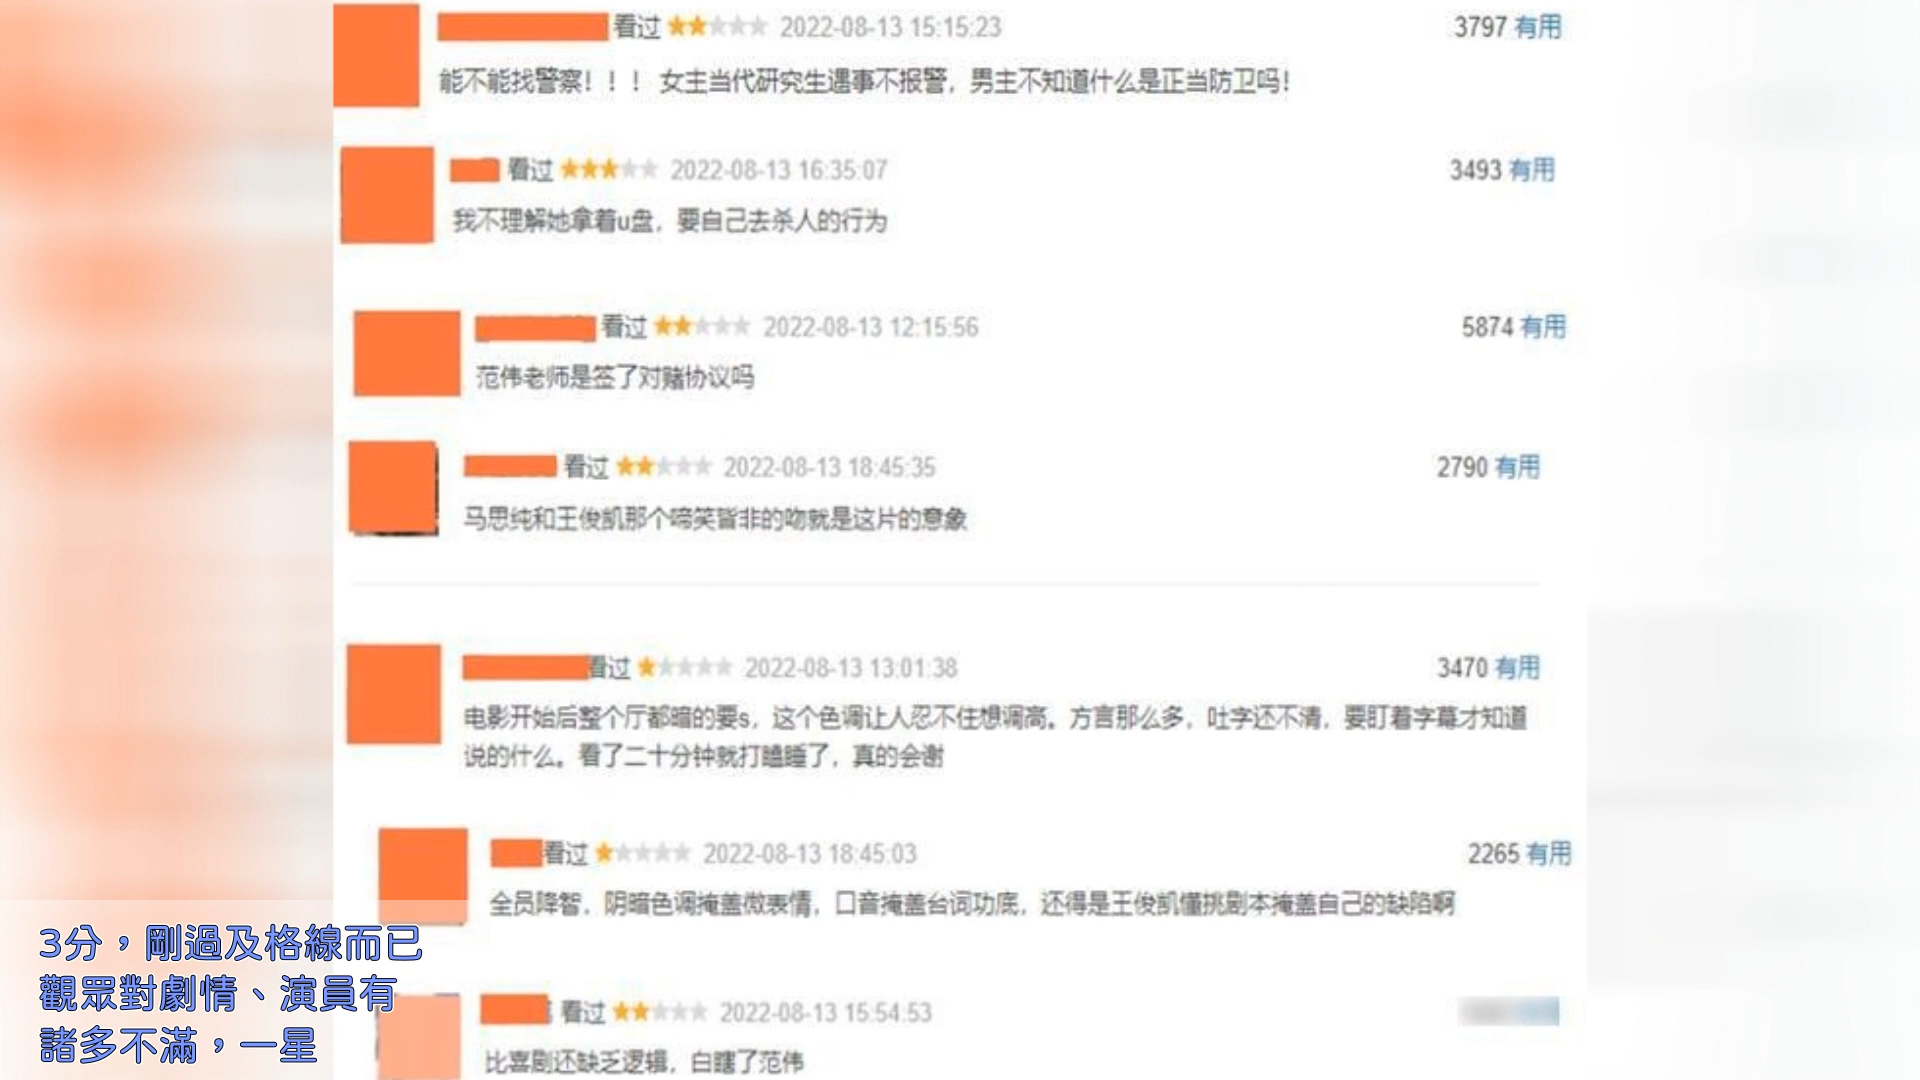 看过 2022-08-13 15:15:23 3797 有用
能不能找警察！！！ 女主当代研究生遇事不报警，男主不知道什么是正当防卫吗！
看过 2022-08-13 16:35:07 3493 有用
我不理解她拿着u盘，要自己去杀人的行为
看过 2022-08-13 12:15:56 5874 有用
范伟老师是签了对赌协议吗
看过 2022-08-13 18:45:35 2790 有用
马思纯和王俊凯那个啼笑皆非的吻就是这片的意象
看过 2022-08-13 13:01:38 3470 有用
电影开始后整个厅都暗的要s，这个色调让人忍不住想调高。方言那么多，吐字还不清，要盯着字幕才知道
说的什么。看了二十分钟就打瞌睡了，真的会谢
看过 2022-08-13 18:45:03 2265 有用
全员降智，阴暗色调掩盖微表情，口音掩盖台词功底，还得是王俊凯懂挑剧本掩盖自己的缺陷啊
看过 2022-08-13 15:54:53
比喜剧还缺乏逻辑，白瞎了范伟
3分，剛過及格線而已
觀眾對劇情、演員有
諸多不滿，一星